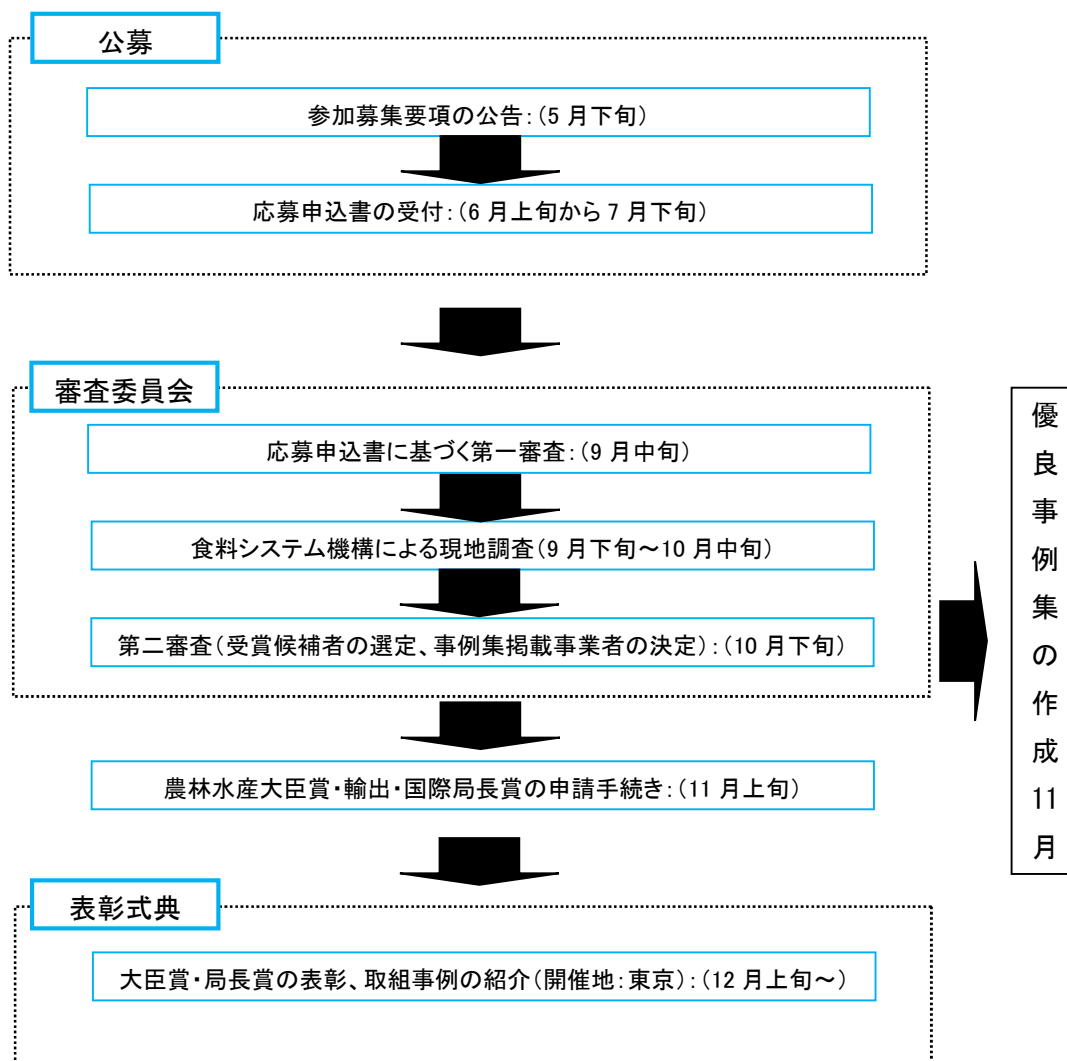 公募
参加募集要項の公告：（5 月下旬）
応募申込書の受付：（6 月上旬から 7 月下旬）
審査委員会
応募申込書に基づく第一審査：（9 月中旬）
食料システム機構による現地調査（9 月下旬～10 月中旬）
第二審査（受賞候補者の選定、事例集掲載事業者の決定）：（10 月下旬）
優良事例集の作成11月
農林水産大臣賞・輸出・国際局長賞の申請手続き：（11 月上旬）
表彰式典
大臣賞・局長賞の表彰、取組事例の紹介（開催地：東京）：（12 月上旬～）